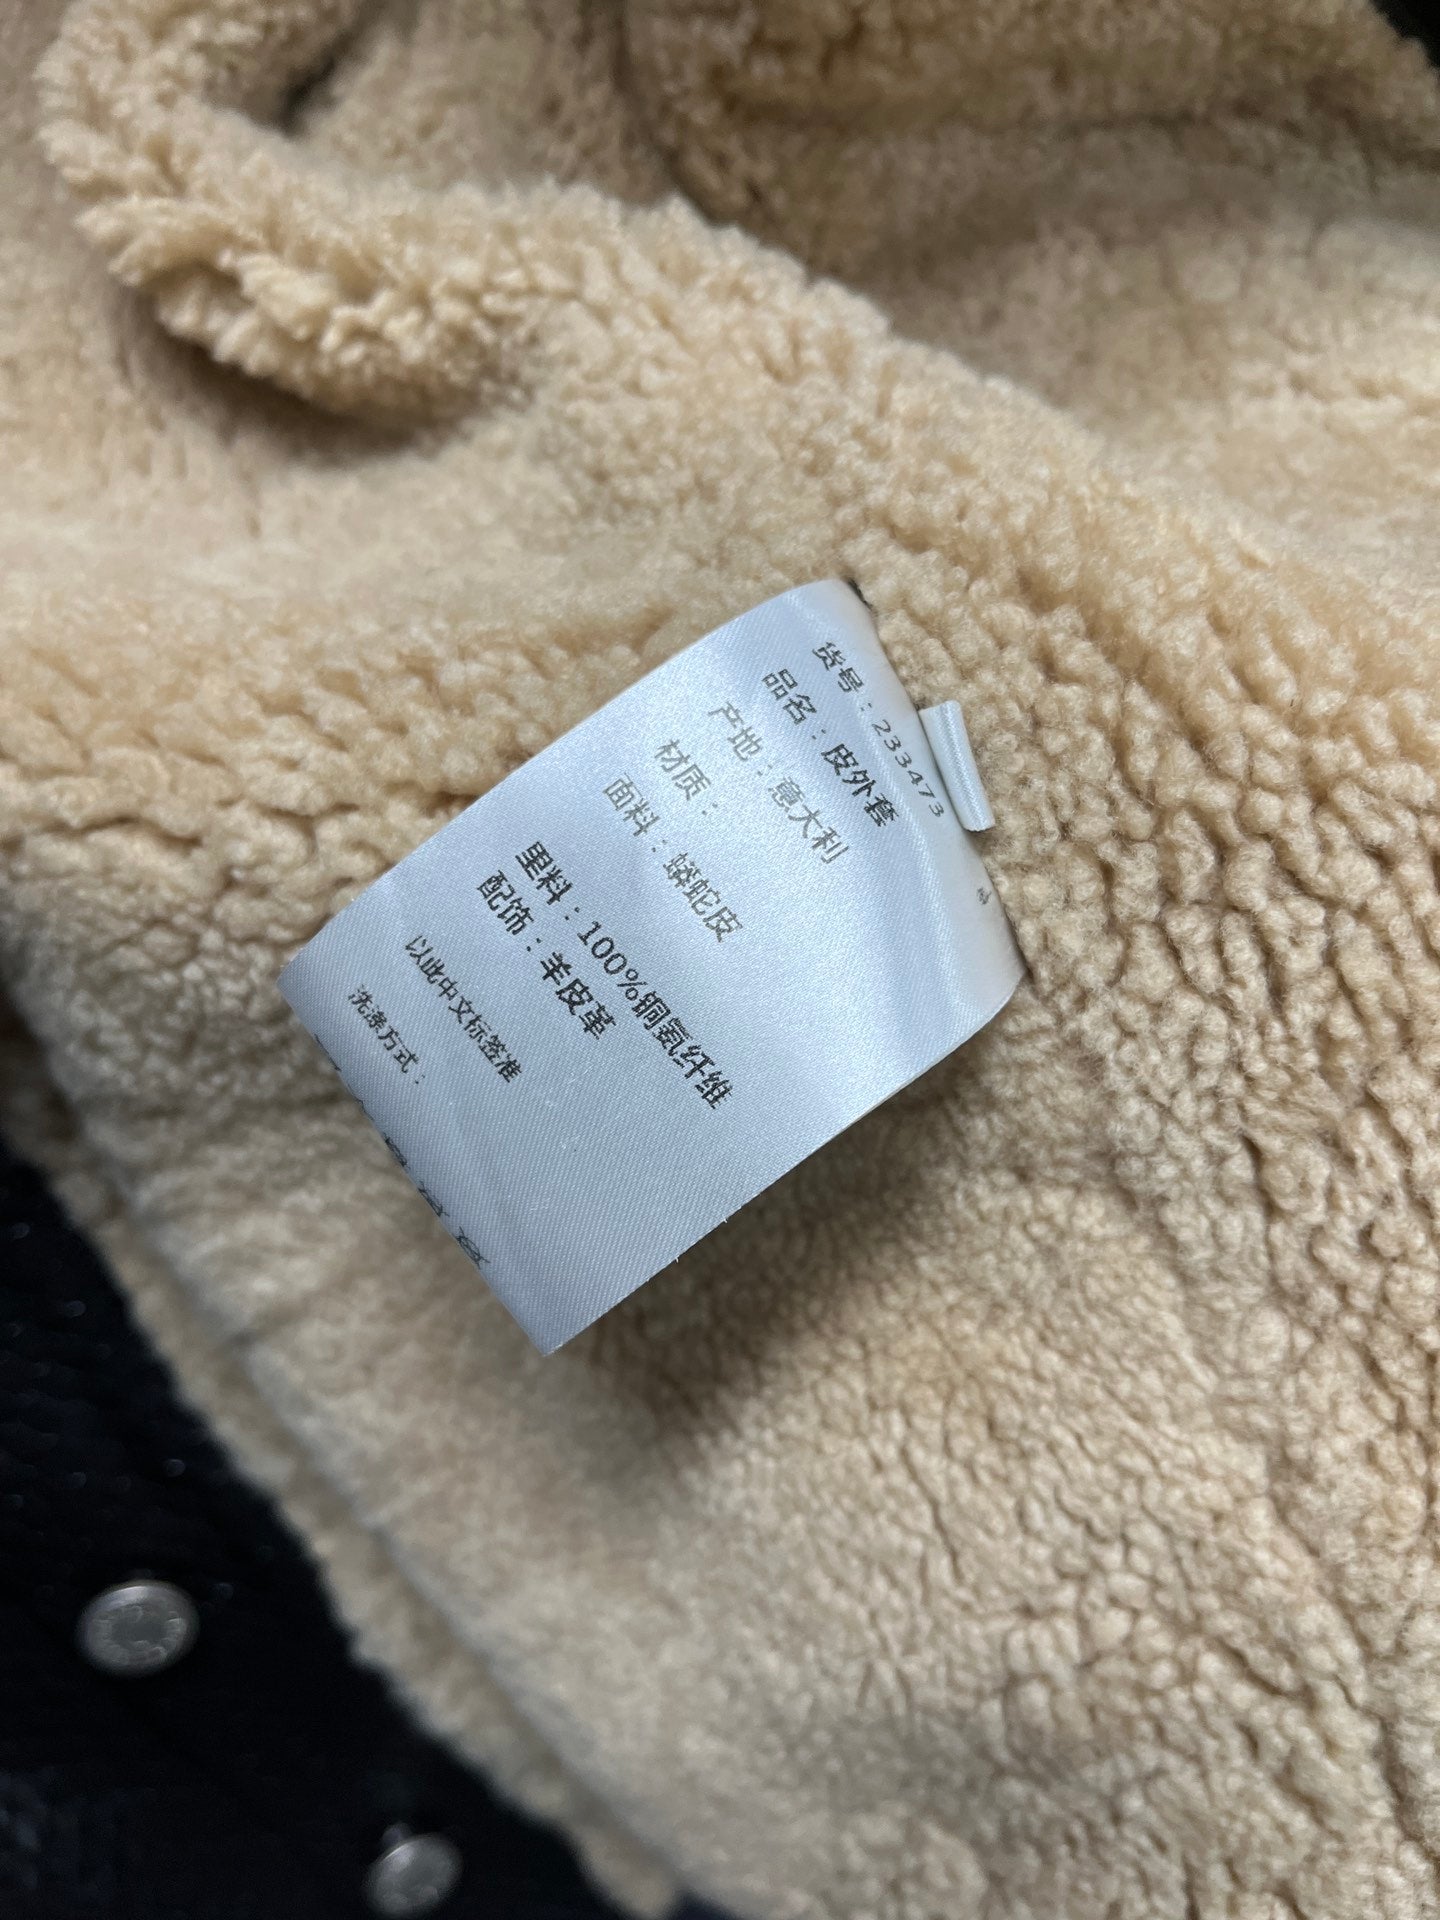 货号：233473
品名：皮外套
产地：意大利
材质：
面料：蟒蛇皮
里料：100%铜氨纤维
配饰：羊皮革
以此中文标签准
洗涤方式：